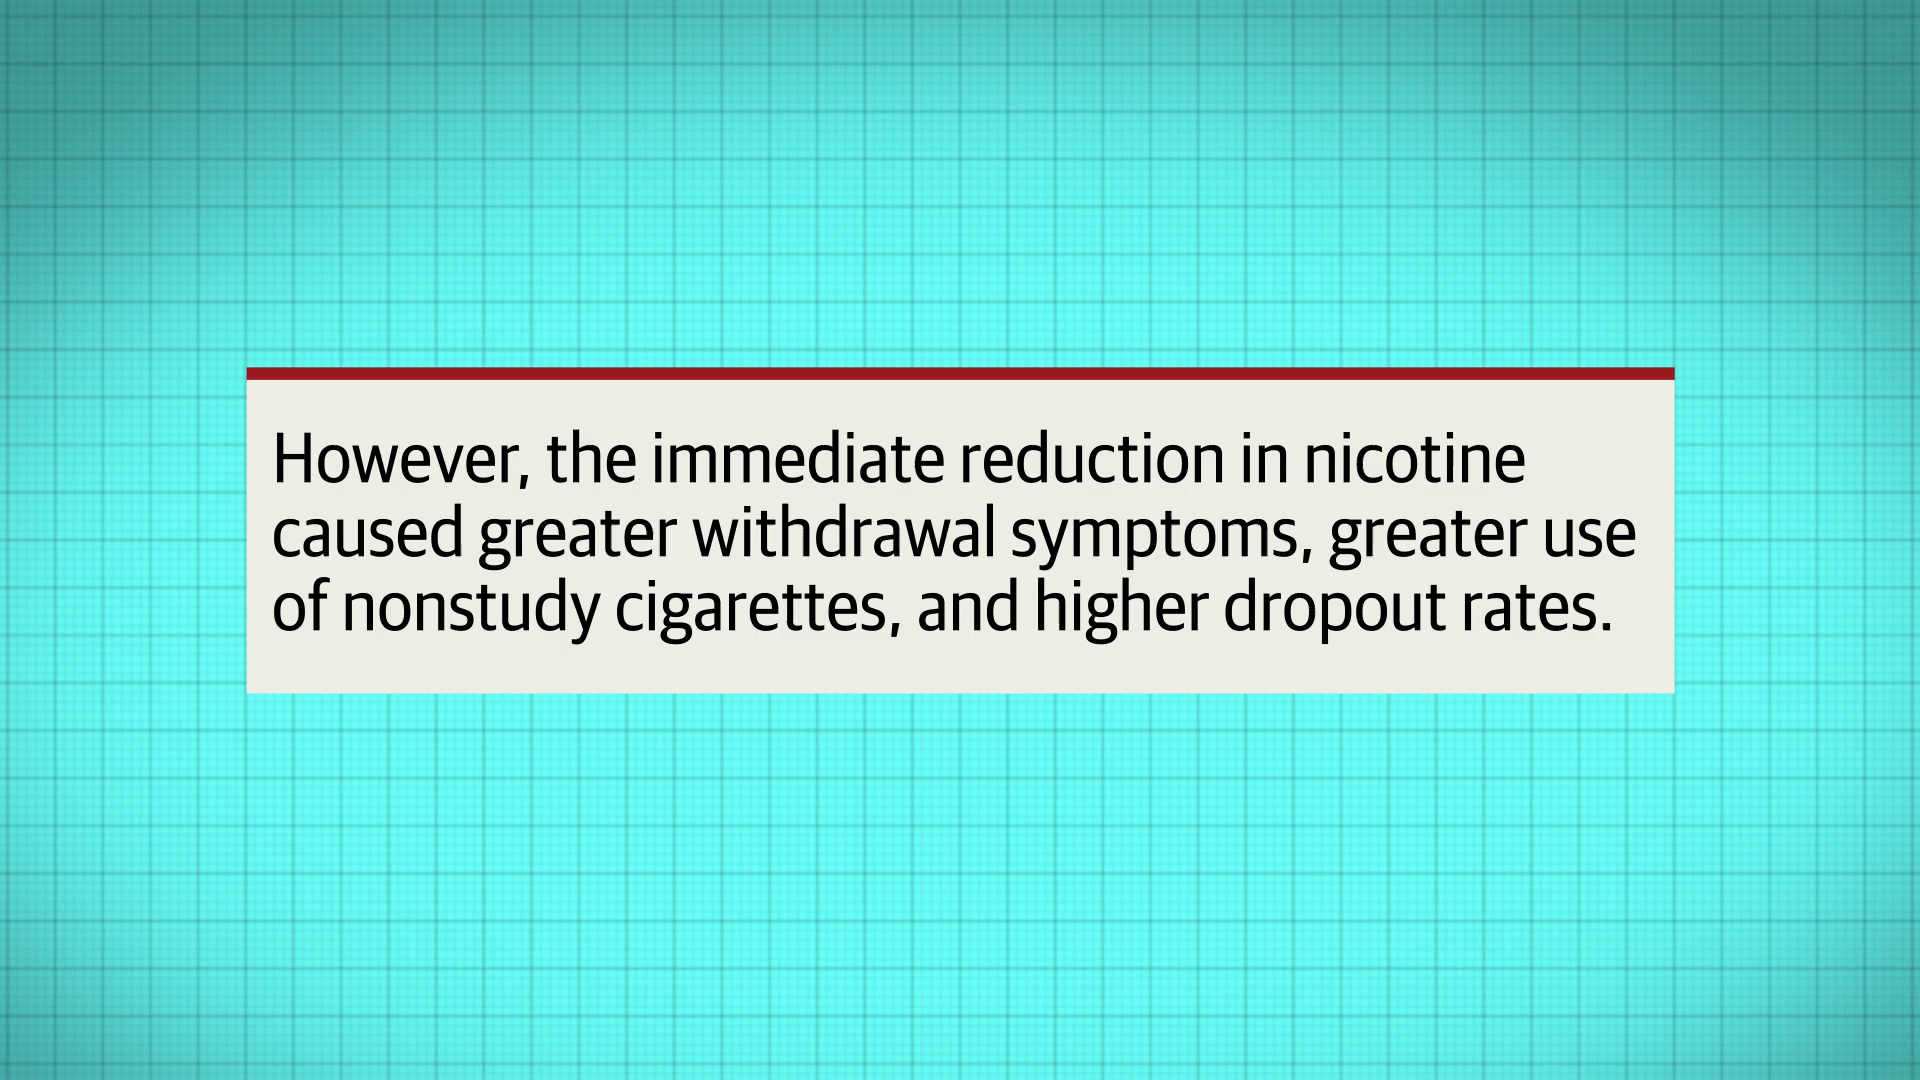 However, the immediate reduction in nicotine
caused greater withdrawal symptoms, greater use
of nonstudy cigarettes, and higher dropout rates.